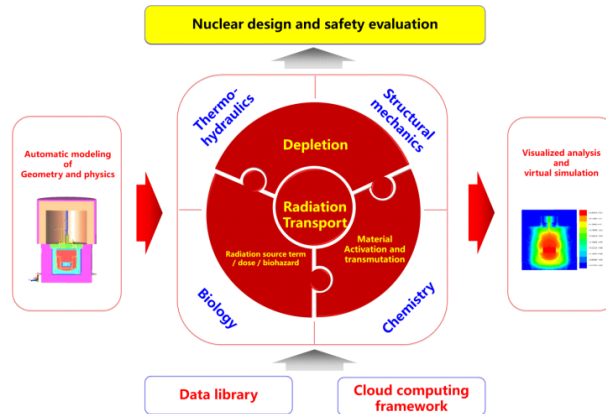 Nuclear design and safety evaluation
Thermo-
hydraulics
Structural
mechanics
Depletion
Automatic modeling
of
Geometry and physics
Radiation
Transport
Visualized analysis
and
virtual simulation
Radiation source term
/ dose / biohazard
Material
Activation and
transmutation
Biology
Chemistry
Data library
Cloud computing
framework